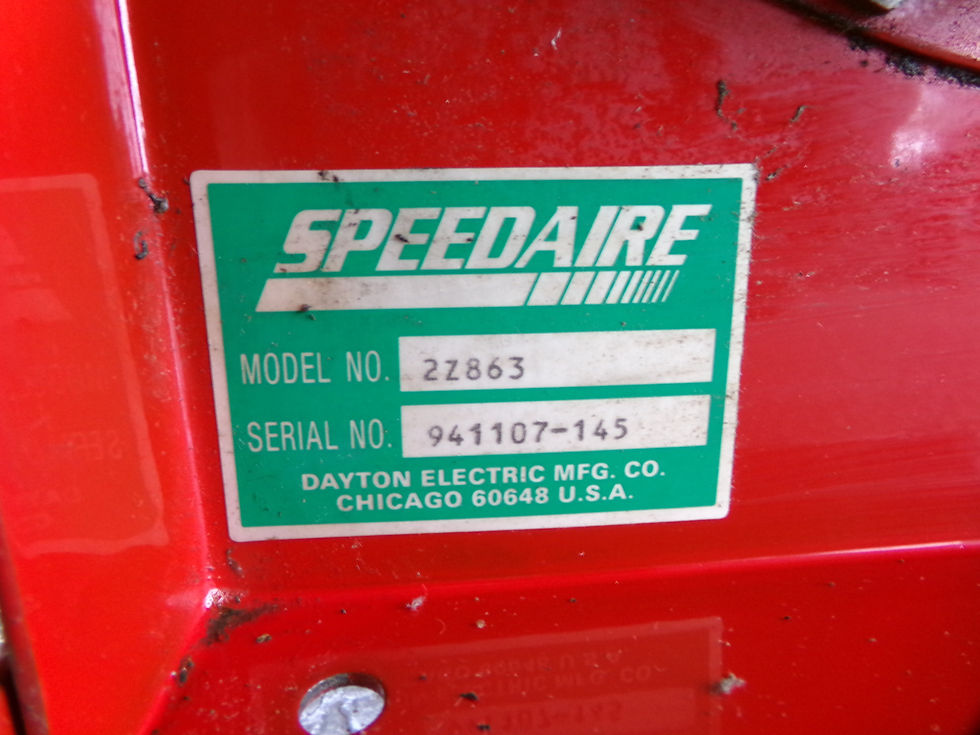 SPEEDAIRE
MODEL NO. 2Z863
SERIAL NO. 941107-145
DAYTON ELECTRIC MFG. CO.
CHICAGO 60648 U.S.A.